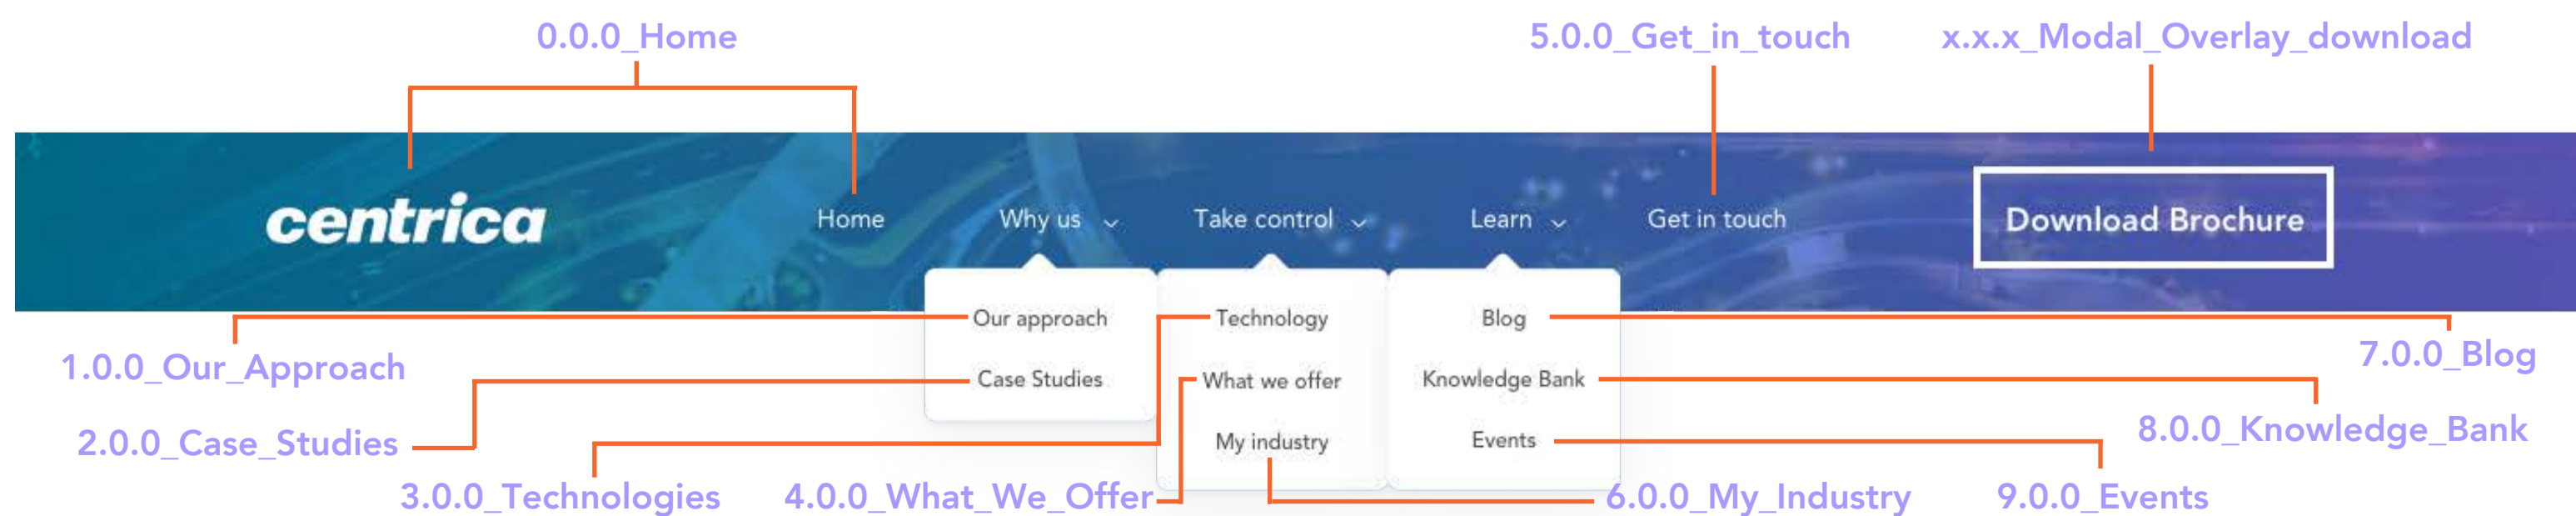 0.0.0_Home
5.0.0_Get_in_touch
x.x.x_Modal_Overlay_download
centrica
Home
Why us
Take control
Learn
Get in touch
Download Brochure
Our approach
Technology
Blog
1.0.0_Our_Approach
7.0.0_Blog
Case Studies
What we offer
Knowledge Bank
2.0.0_Case_Studies
My industry
Events
8.0.0_Knowledge_Bank
3.0.0_Technologies
4.0.0_What_We_Offer
6.0.0_My_Industry
9.0.0_Events